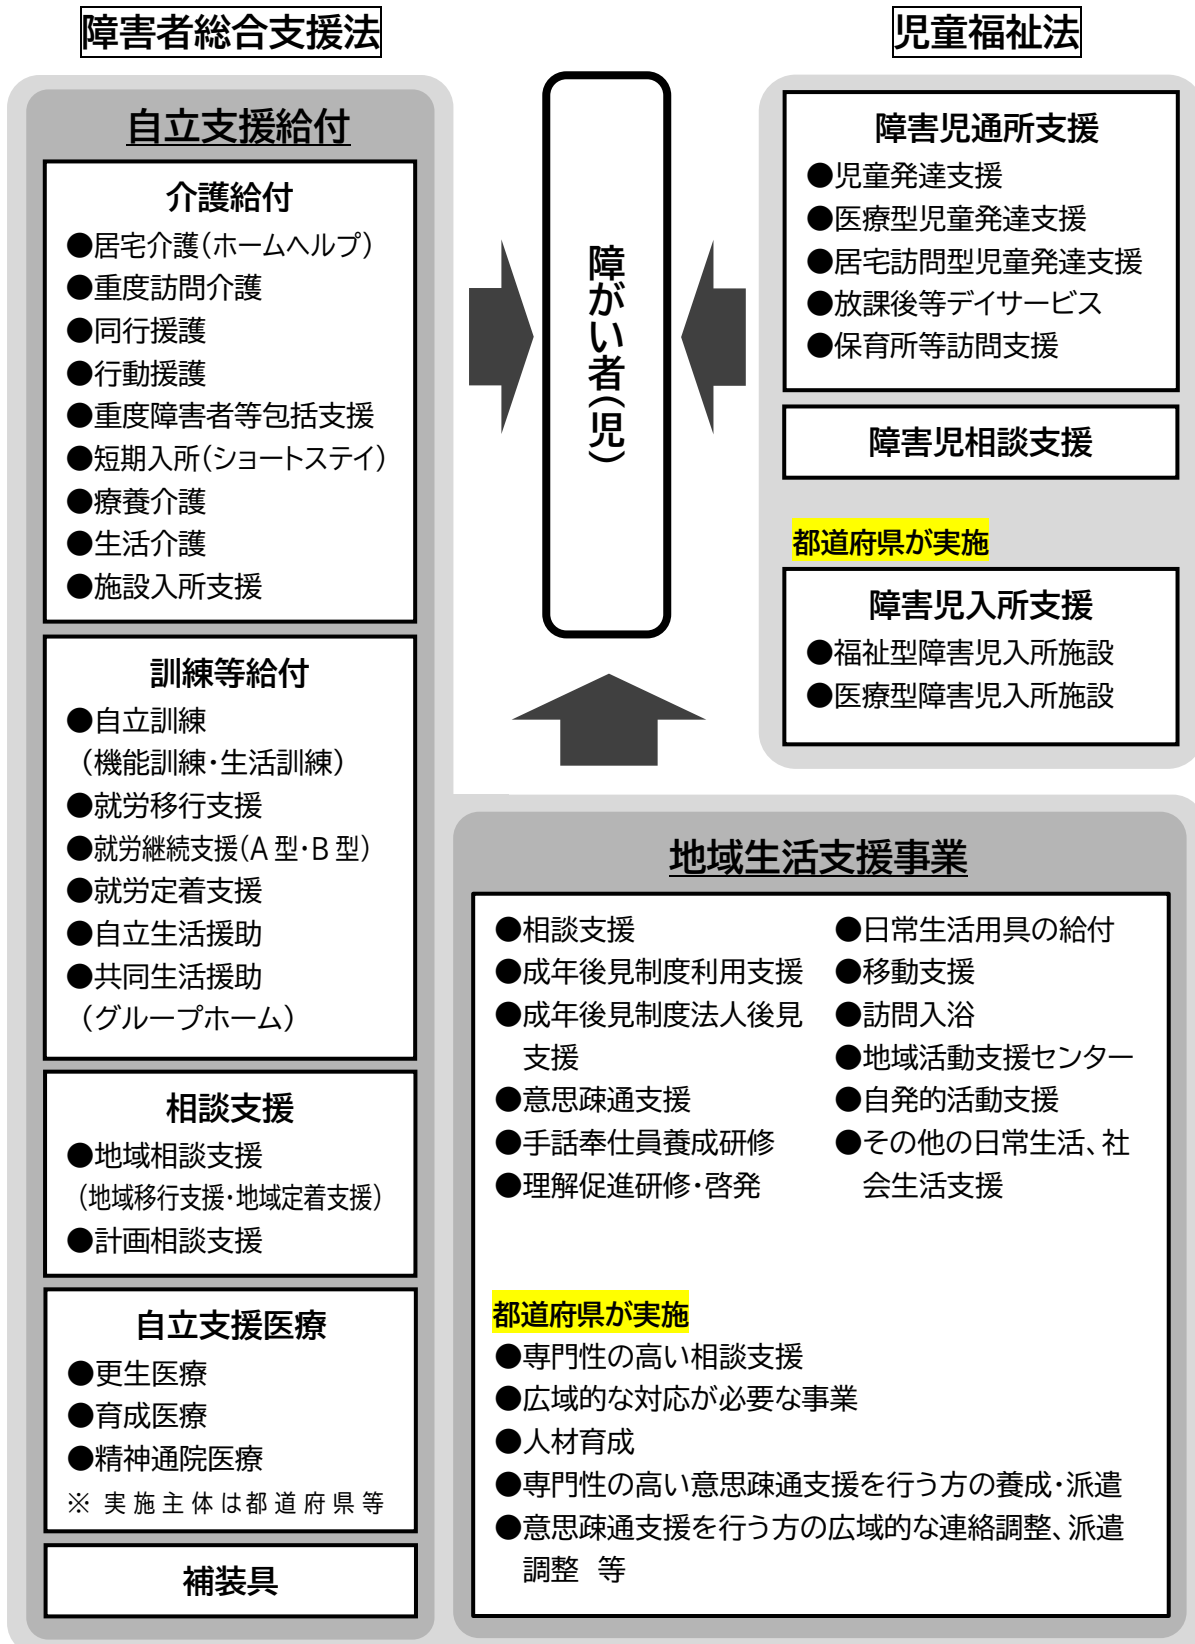 障害者総合支援法
自立支援給付
介護給付
●居宅介護(ホームヘルプ)
●重度訪問介護
●同行援護
●行動援護
●重度障害者等包括支援
●短期入所(ショートステイ)
●療養介護
●生活介護
●施設入所支援
訓練等給付
●自立訓練
(機能訓練・生活訓練)
●就労移行支援
●就労継続支援(A型・B型)
●就労定着支援
●自立生活援助
●共同生活援助
(グループホーム)
相談支援
●地域相談支援
(地域移行支援・地域定着支援)
●計画相談支援
自立支援医療
●更生医療
●育成医療
●精神通院医療
※ 実施主体は都道府県等
補装具
障がい者(児)
児童福祉法
障害児通所支援
●児童発達支援
●医療型児童発達支援
●居宅訪問型児童発達支援
●放課後等デイサービス
●保育所等訪問支援
障害児相談支援
都道府県が実施
障害児入所支援
●福祉型障害児入所施設
●医療型障害児入所施設
地域生活支援事業
●相談支援
●成年後見制度利用支援
●成年後見制度法人後見
支援
●意思疎通支援
●手話奉仕員養成研修
●理解促進研修・啓発
●日常生活用具の給付
●移動支援
●訪問入浴
●地域活動支援センター
●自発的活動支援
●その他の日常生活、社
会生活支援
都道府県が実施
●専門性の高い相談支援
●広域的な対応が必要な事業
●人材育成
●専門性の高い意思疎通支援を行う方の養成・派遣
●意思疎通支援を行う方の広域的な連絡調整、派遣
調整 等